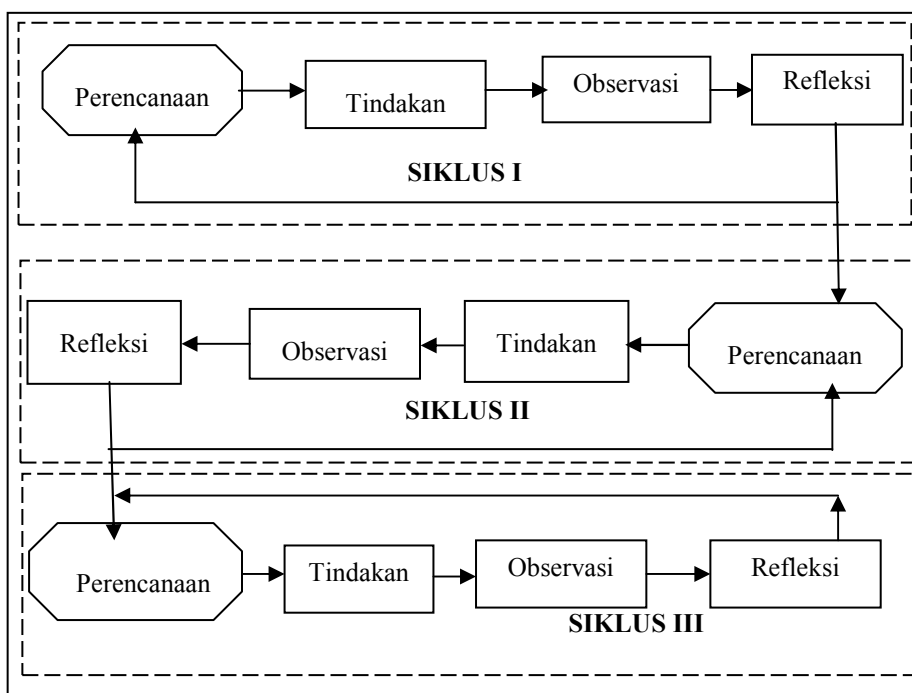 Perencanaan
Tindakan
Observasi
Refleksi
SIKLUS I
Refleksi
Observasi
Tindakan
Perencanaan
SIKLUS II
Perencanaan
Tindakan
Observasi
Refleksi
SIKLUS III